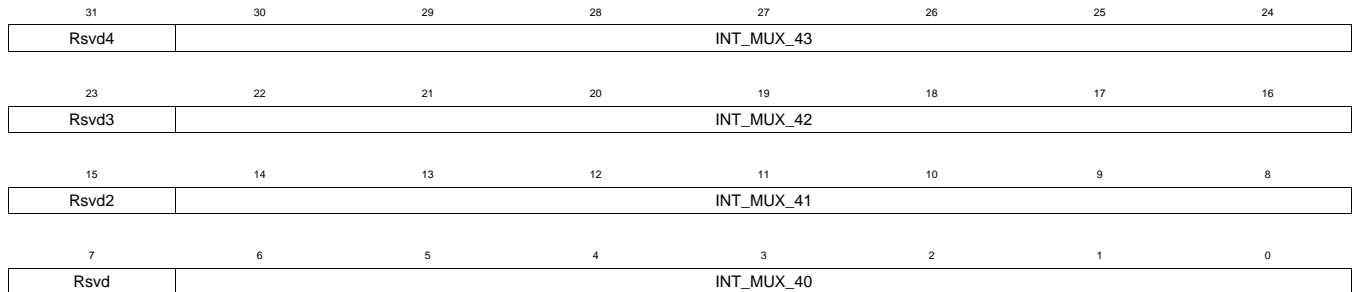 31 30 29 28 27 26 25 24
Rsvd4 INT_MUX_43
23 22 21 20 19 18 17 16
Rsvd3 INT_MUX_42
15 14 13 12 11 10 9 8
Rsvd2 INT_MUX_41
7 6 5 4 3 2 1 0
Rsvd INT_MUX_40